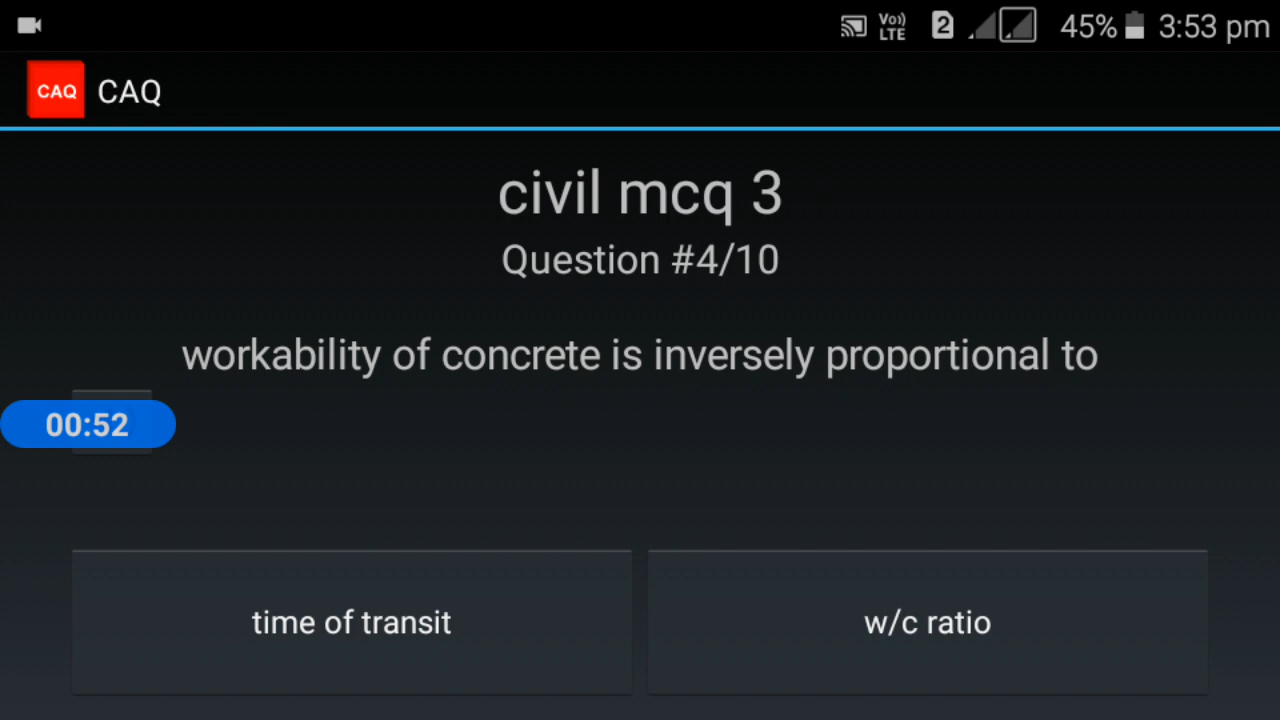 Vo)) LTE 2 45% 3:53 pm
CAQ CAQ
civil mcq 3
Question #4/10
workability of concrete is inversely proportional to
00:52
time of transit
w/c ratio